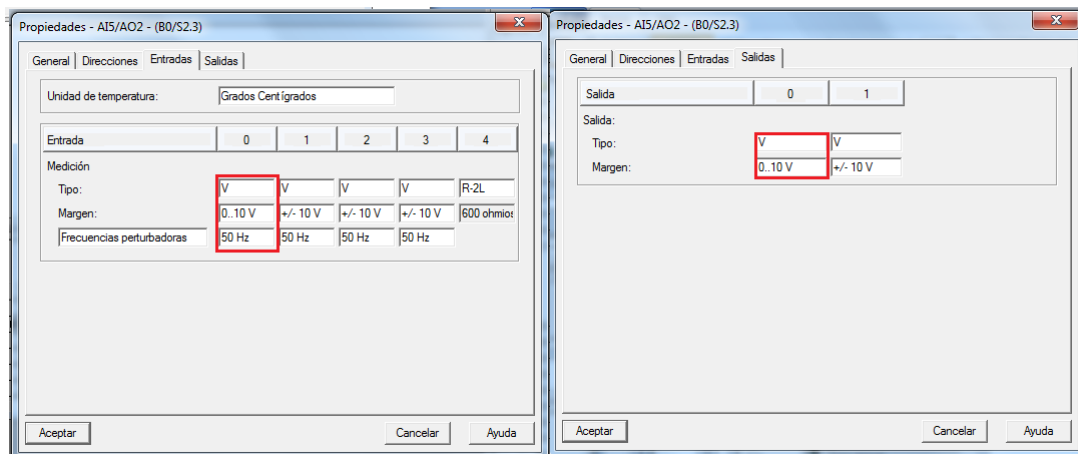 Propiedades - AI5/AO2 - (B0/S2.3)
General Direcciones Entradas Salidas
Unidad de temperatura: Grados Centígrados
Entrada 0 1 2 3 4
Medición
Tipo: V V V V R-2L
Margen: 0..10 V +/- 10 V +/- 10 V +/- 10 V 600 ohmios
Frecuencias perturbadoras 50 Hz 50 Hz 50 Hz 50 Hz
Aceptar Cancelar Ayuda
Propiedades - AI5/AO2 - (B0/S2.3)
General Direcciones Entradas Salidas
Salida 0 1
Salida:
Tipo: V V
Margen: 0..10 V +/- 10 V
Aceptar Cancelar Ayuda